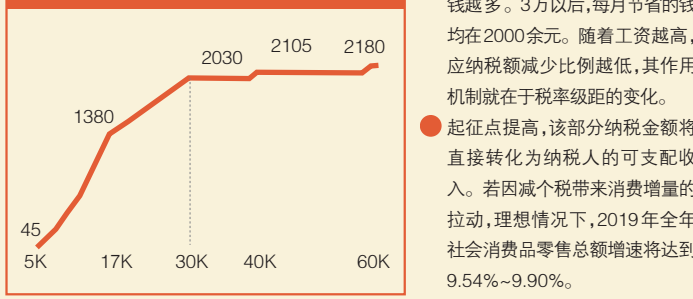 2030
2105
2180
1380
45
5K
17K
30K
40K
60K
钱越多。3万以后,每月节省的钱
均在2000余元。随着工资越高,
应纳税额减少比例越低,其作用
机制就在于税率级距的变化。
起征点提高,该部分纳税金额将
直接转化为纳税人的可支配收
入。若因减个税带来消费增量的
拉动,理想情况下,2019年全年
社会消费品零售总额增速将达到
9.54%~9.90%。